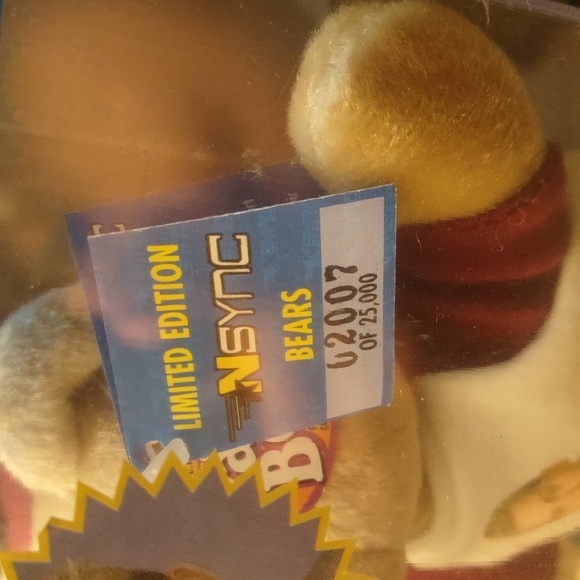 LIMITED EDITION
NSYNC
BEARS
02007
OF 25,000